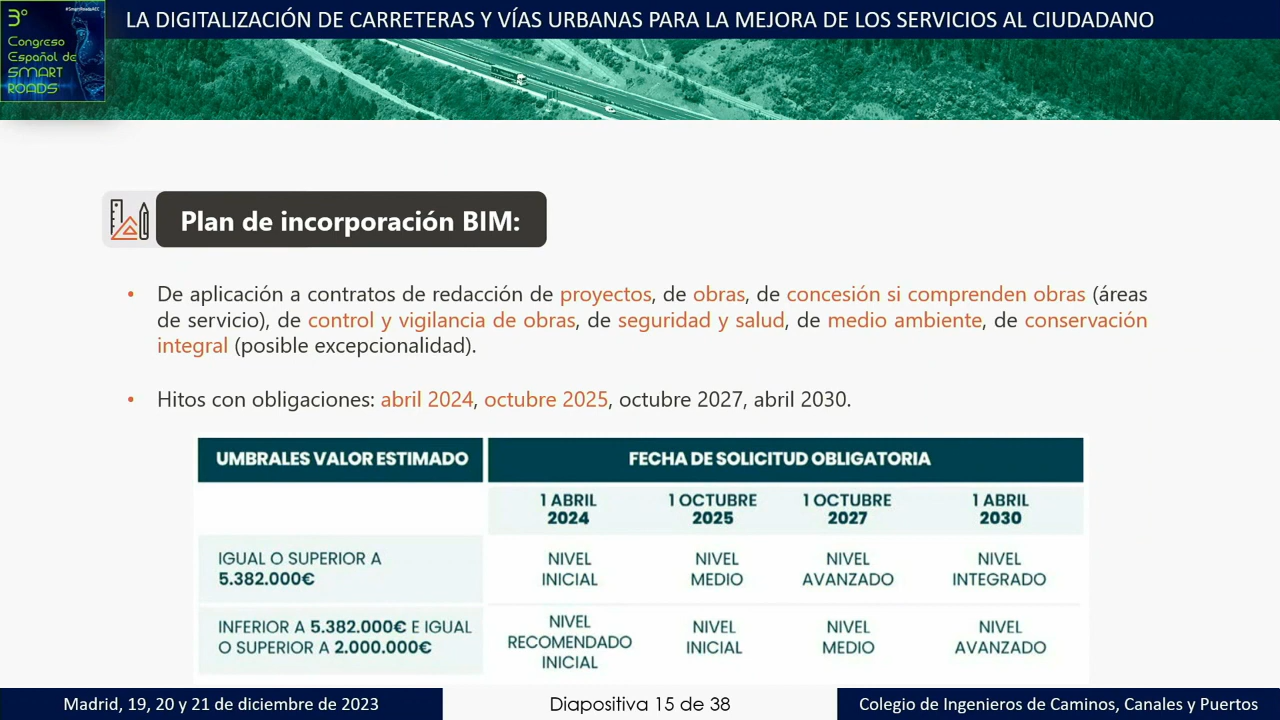 3º
Congreso
Español de
SMART
ROADS
#SmartRoadsAEC
LA DIGITALIZACIÓN DE CARRETERAS Y VÍAS URBANAS PARA LA MEJORA DE LOS SERVICIOS AL CIUDADANO
Plan de incorporación BIM:
• De aplicación a contratos de redacción de proyectos, de obras, de concesión si comprenden obras (áreas
de servicio), de control y vigilancia de obras, de seguridad y salud, de medio ambiente, de conservación
integral (posible excepcionalidad).
• Hitos con obligaciones: abril 2024, octubre 2025, octubre 2027, abril 2030.
UMBRALES VALOR ESTIMADO FECHA DE SOLICITUD OBLIGATORIA
1 ABRIL 1 OCTUBRE 1 OCTUBRE 1 ABRIL
2024 2025 2027 2030
IGUAL O SUPERIOR A NIVEL NIVEL NIVEL NIVEL
5.382.000€ INICIAL MEDIO AVANZADO INTEGRADO
INFERIOR A 5.382.000€ E IGUAL
O SUPERIOR A 2.000.000€
NIVEL
RECOMENDADO
INICIAL
NIVEL
INICIAL
NIVEL
MEDIO
NIVEL
AVANZADO
Madrid, 19, 20 y 21 de diciembre de 2023
Diapositiva 15 de 38
Colegio de Ingenieros de Caminos, Canales y Puertos